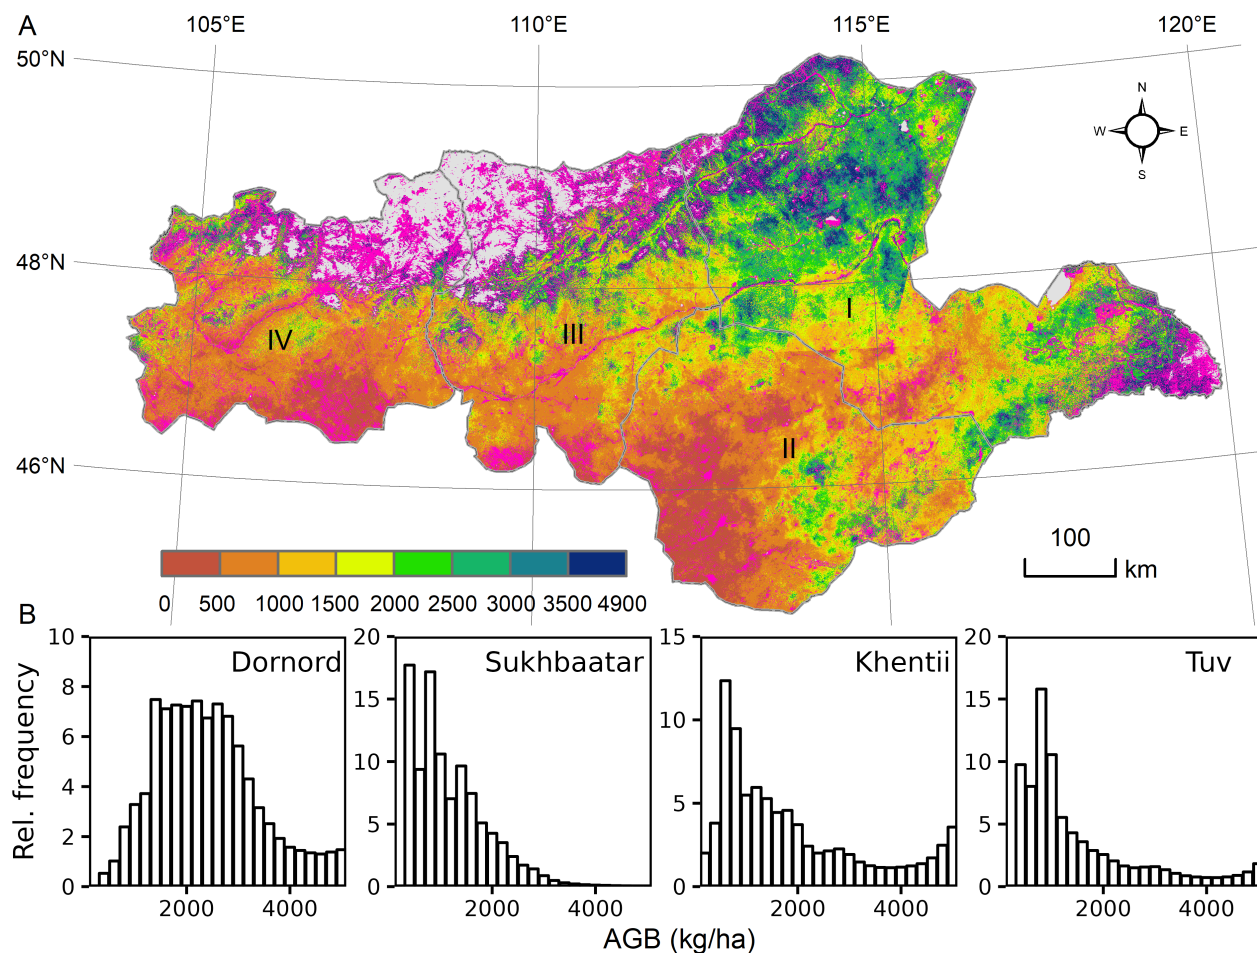 A
105°E 110°E 115°E 120°E
50°N
N
W E
S
48°N
I
IV III
II
46°N
100
km
0 500 1000 1500 2000 2500 3000 3500 4900
B
10 20 15 20
Dornord Sukhbaatar Khentii Tuv
8
15 15
10
6
10 10
4
5
5 5
2
0 0 0 0
2000 4000 2000 4000 2000 4000 2000 4000
Rel. frequency
AGB (kg/ha)